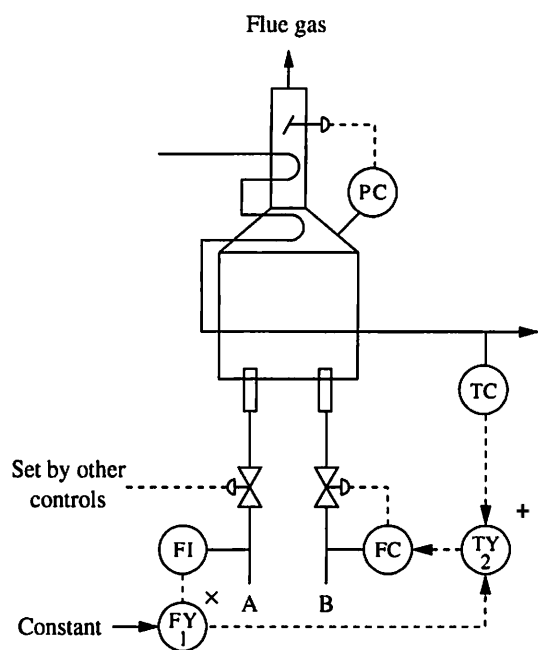 Flue gas
PC
TC
Set by other
controls
+
FI
FC
TY
2
×
A
B
Constant
FY
1